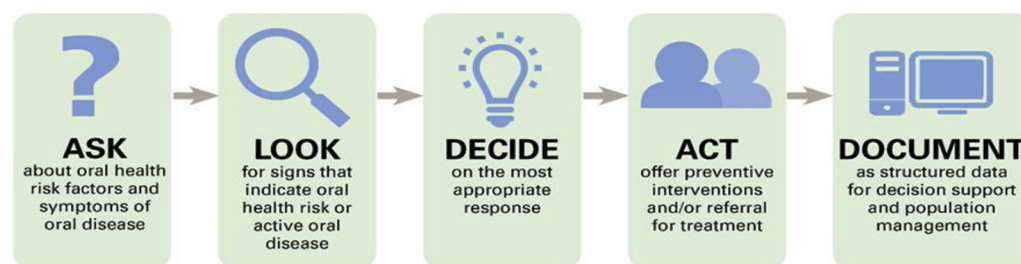 ASK
about oral health
risk factors and
symptoms of
oral disease
LOOK
for signs that
indicate oral
health risk or
active oral
disease
DECIDE
on the most
appropriate
response
ACT
offer preventive
interventions
and/or referral
for treatment
DOCUMENT
as structured data
for decision support
and population
management